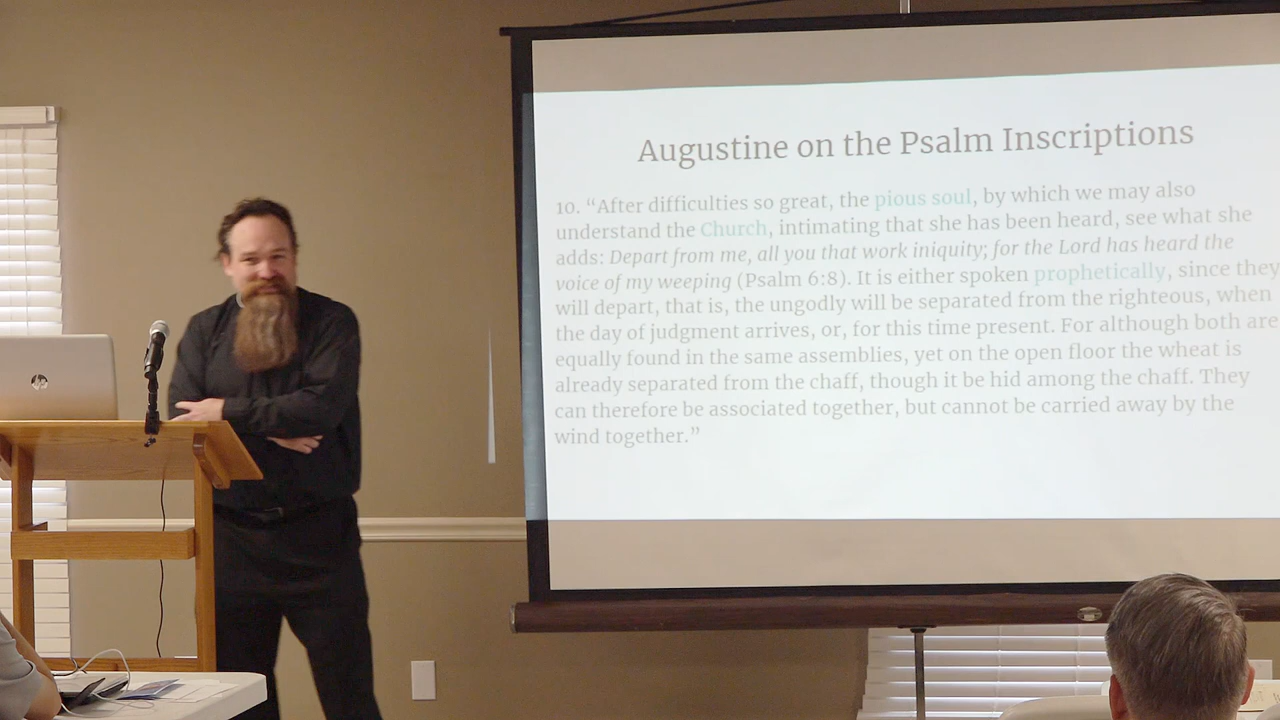 Augustine on the Psalm Inscriptions
10. “After difficulties so great, the pious soul, by which we may also
understand the Church, intimating that she has been heard, see what she
adds: Depart from me, all you that work iniquity; for the Lord has heard the
voice of my weeping (Psalm 6:8). It is either spoken prophetically, since they
will depart, that is, the ungodly will be separated from the righteous, when
the day of judgment arrives, or, for this time present. For although both are
equally found in the same assemblies, yet on the open floor the wheat is
already separated from the chaff, though it be hid among the chaff. They
can therefore be associated together, but cannot be carried away by the
wind together.”
hp